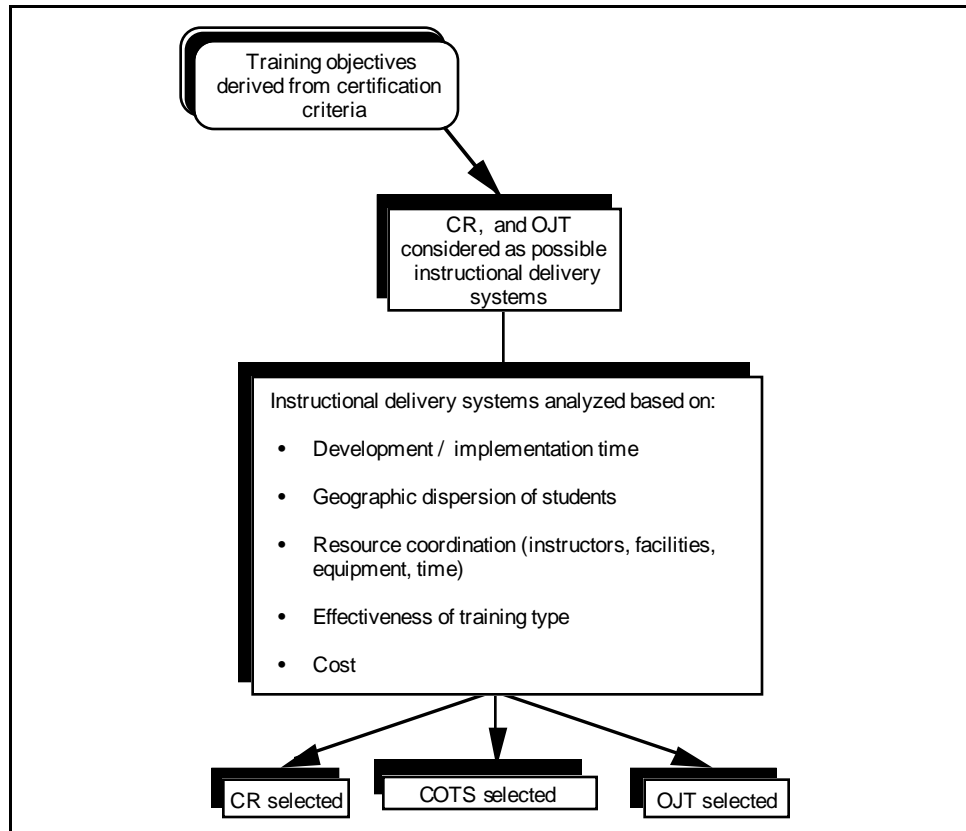 Training objectives
derived from certification
criteria
CR, and OJT
considered as possible
instructional delivery
systems
Instructional delivery systems analyzed based on:
• Development / implementation time
• Geographic dispersion of students
• Resource coordination (instructors, facilities,
equipment, time)
• Effectiveness of training type
• Cost
CR selected
COTS selected
OJT selected